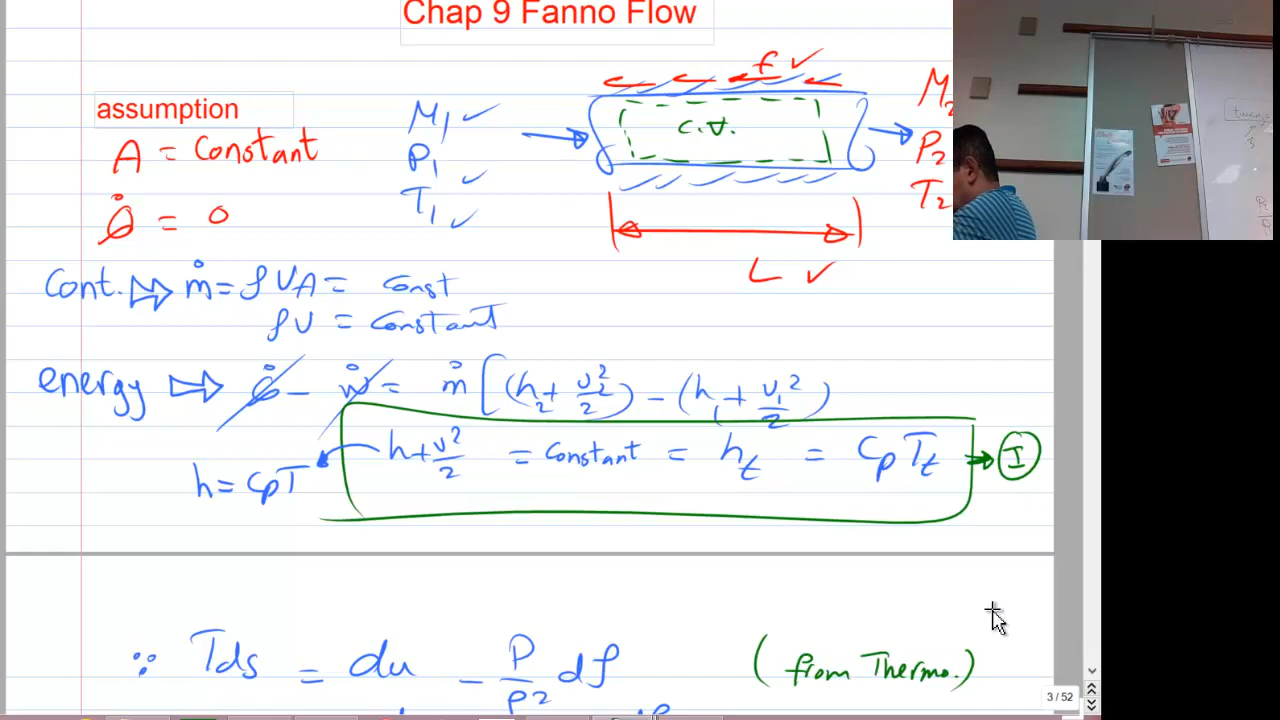 Chap 9 Fanno Flow
f ✓
assumption
A = Constant
Q̇ = 0
M₁ ✓
P₁ ✓
T₁ ✓
C.V.
M₂
P₂
T₂
L ✓
Cont. ⇒ ṁ = ρVA = Const
ρV = Constant
energy ⇒ Q̇ − Ẇ = ṁ [(h₂ + V₂²/2) − (h₁ + V₁²/2)
h + V²/2 = Constant = hₜ = CpTₜ → I
h = CpT
∵ Tds = du − P/ρ² dρ (from Thermo.)
3 / 52